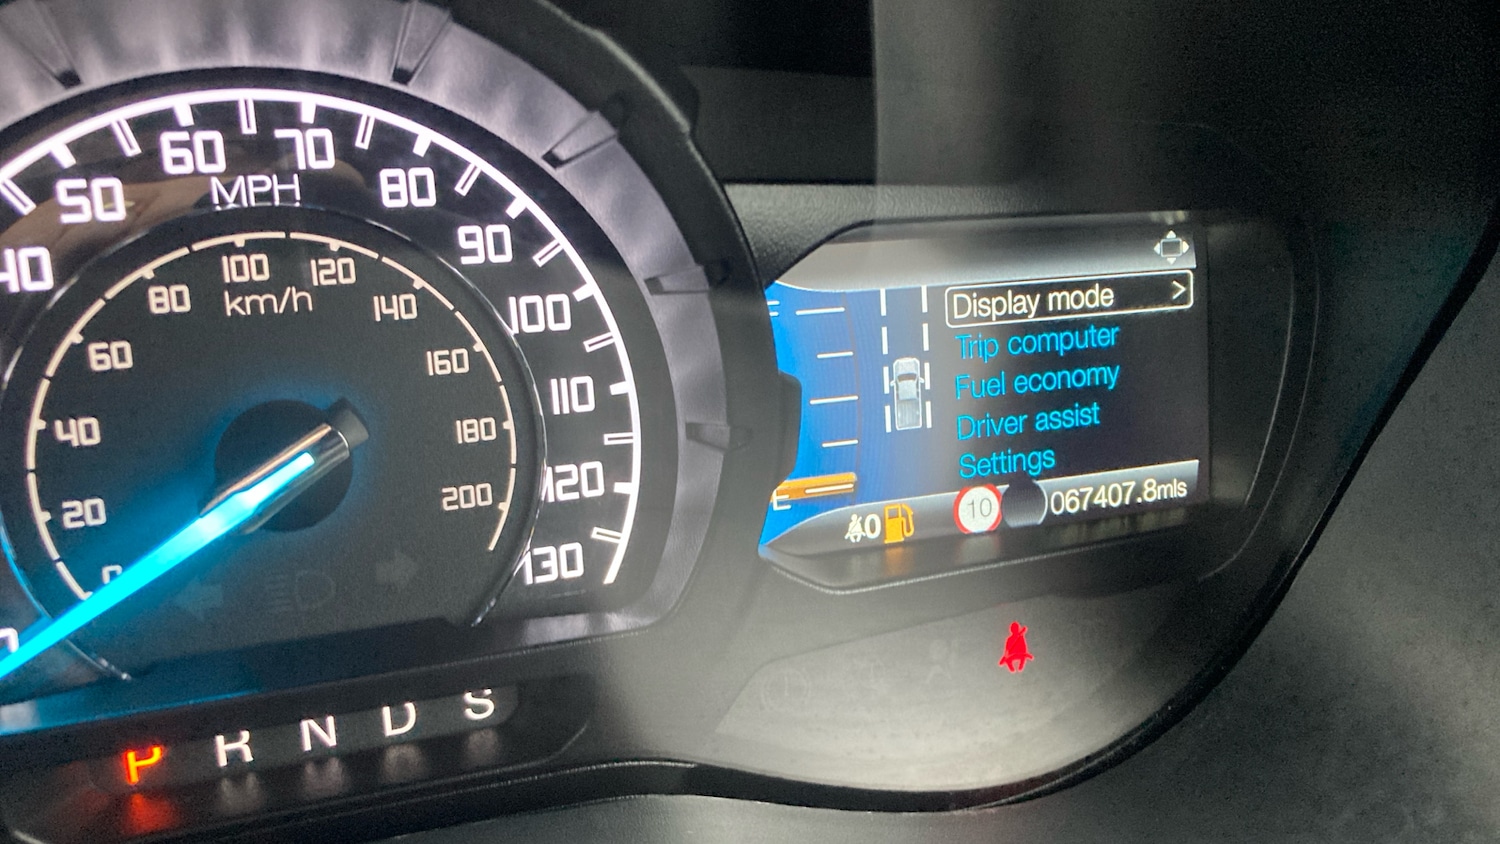 40
50
60
70
80
90
100
110
120
130
MPH
0
20
40
60
80
100
120
140
160
180
200
km/h
P R N D S
Display mode >
Trip computer
Fuel economy
Driver assist
Settings
E
0
10
067407.8mls